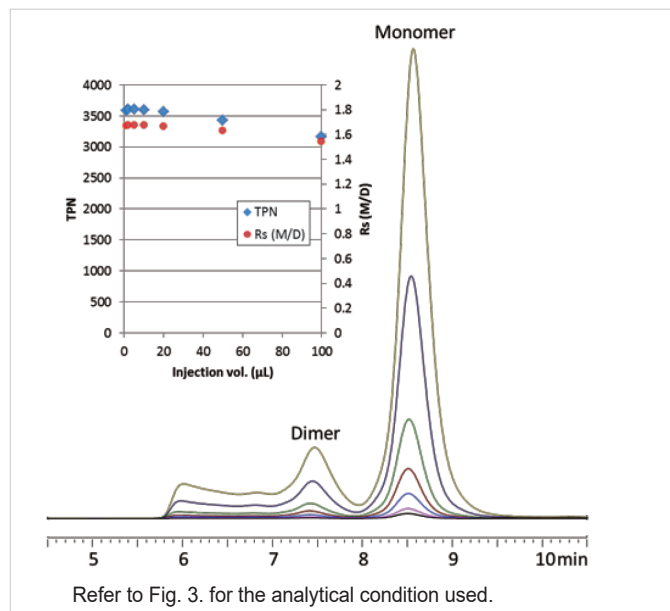 Monomer
4000
3500
3000
2500
2000
1500
1000
500
0
TPN
2
1.8
1.6
1.4
1.2
1
0.8
0.6
0.4
0.2
0
Rs (M/D)
TPN
Rs (M/D)
0 20 40 60 80 100
Injection vol. (µL)
Dimer
5 6 7 8 9 10min
Refer to Fig. 3. for the analytical condition used.